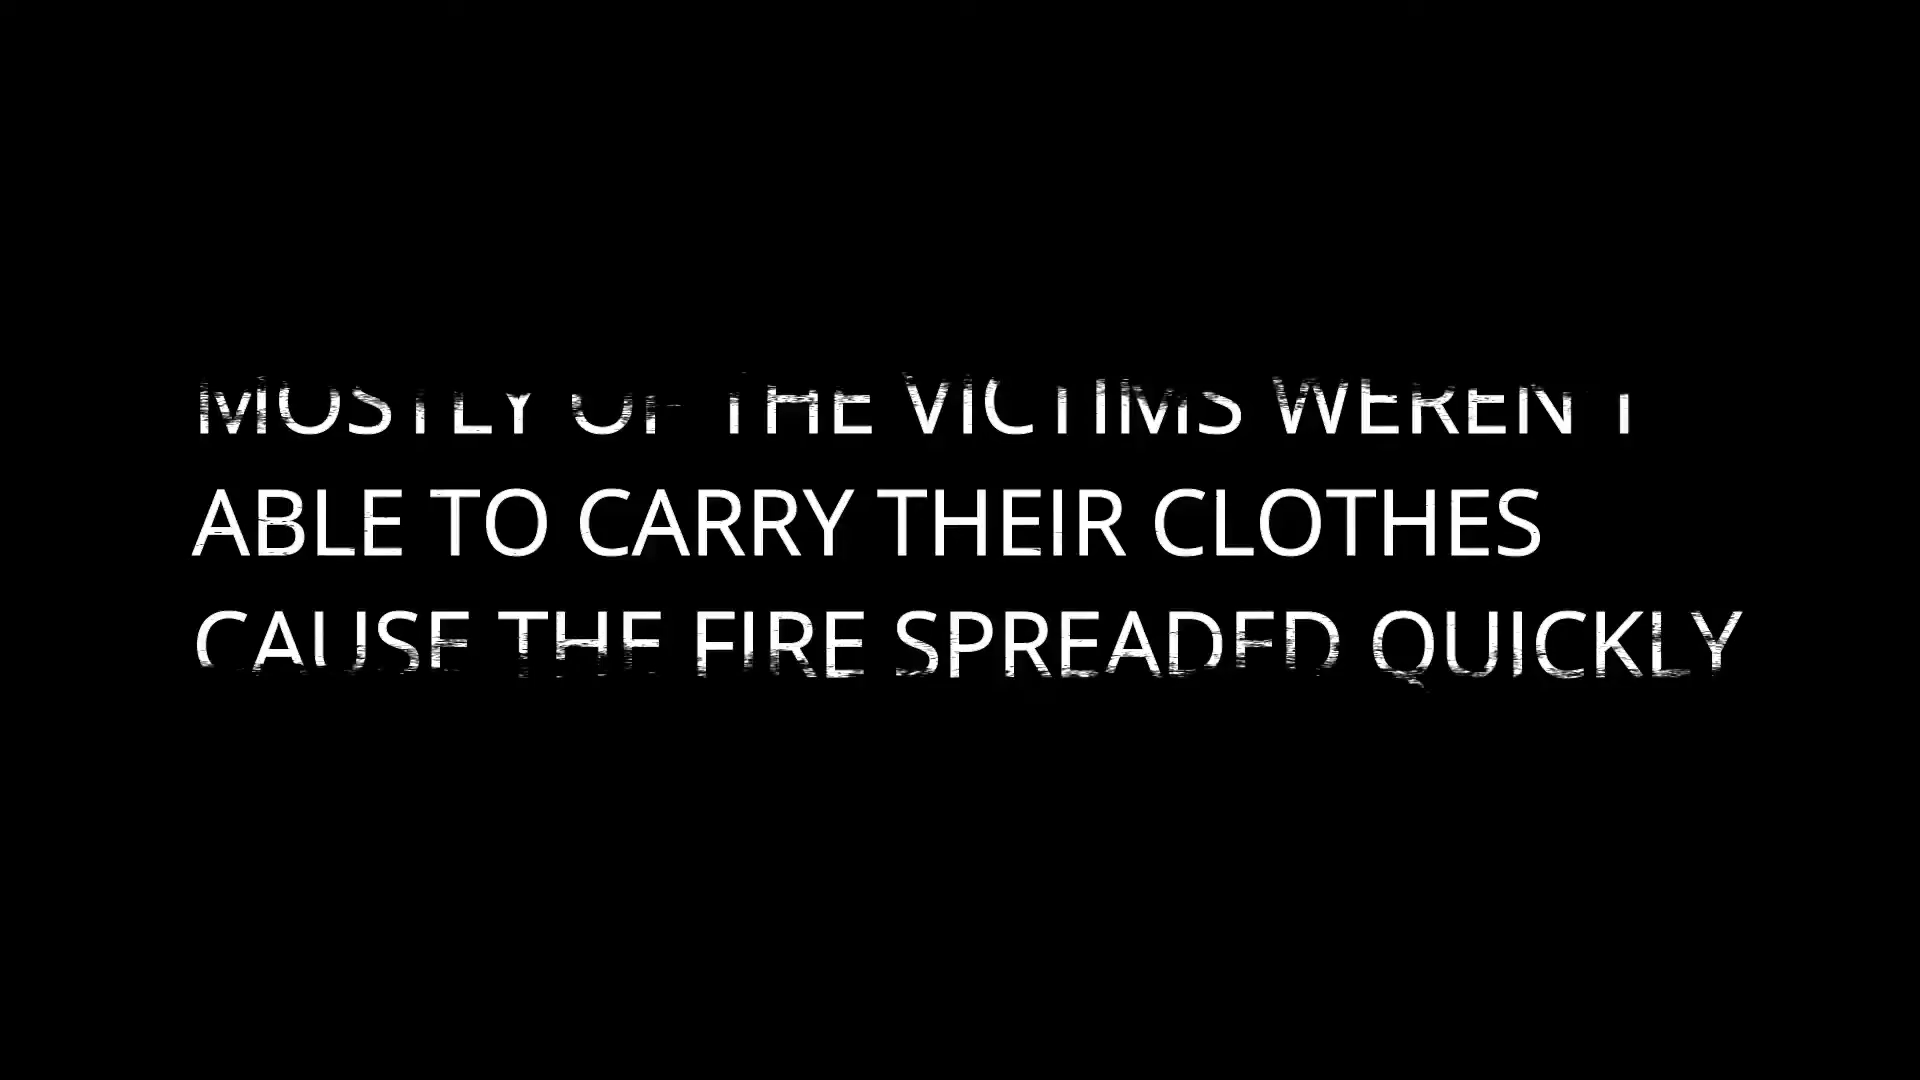 MOSTLY OF THE VICTIMS WEREN'T
ABLE TO CARRY THEIR CLOTHES
CAUSE THE FIRE SPREADED QUICKLY